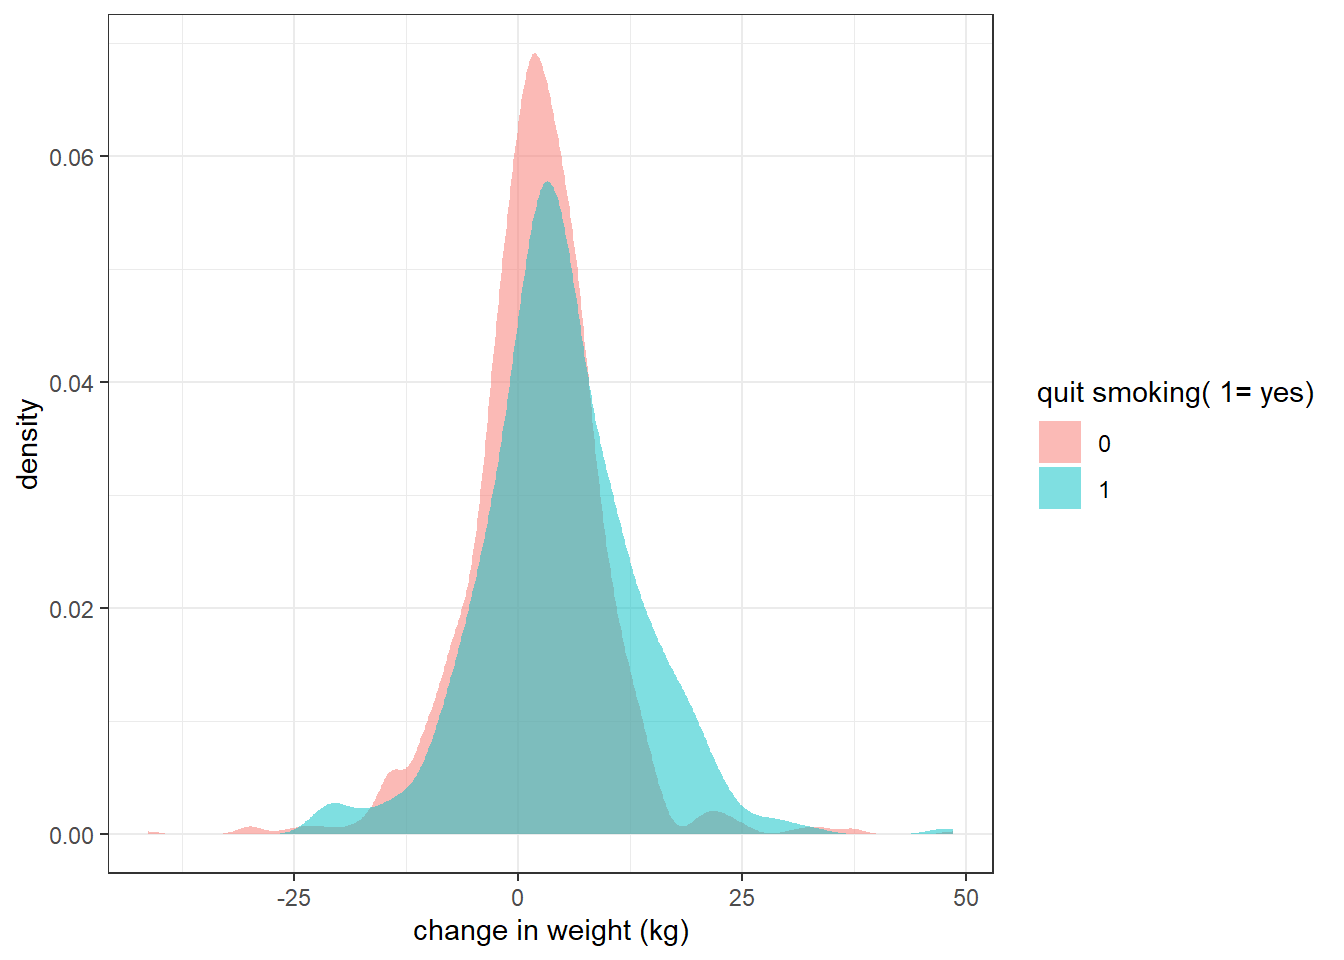 0.06
0.04
0.02
0.00
density
-25 0 25 50
change in weight (kg)
quit smoking( 1= yes)
0
1